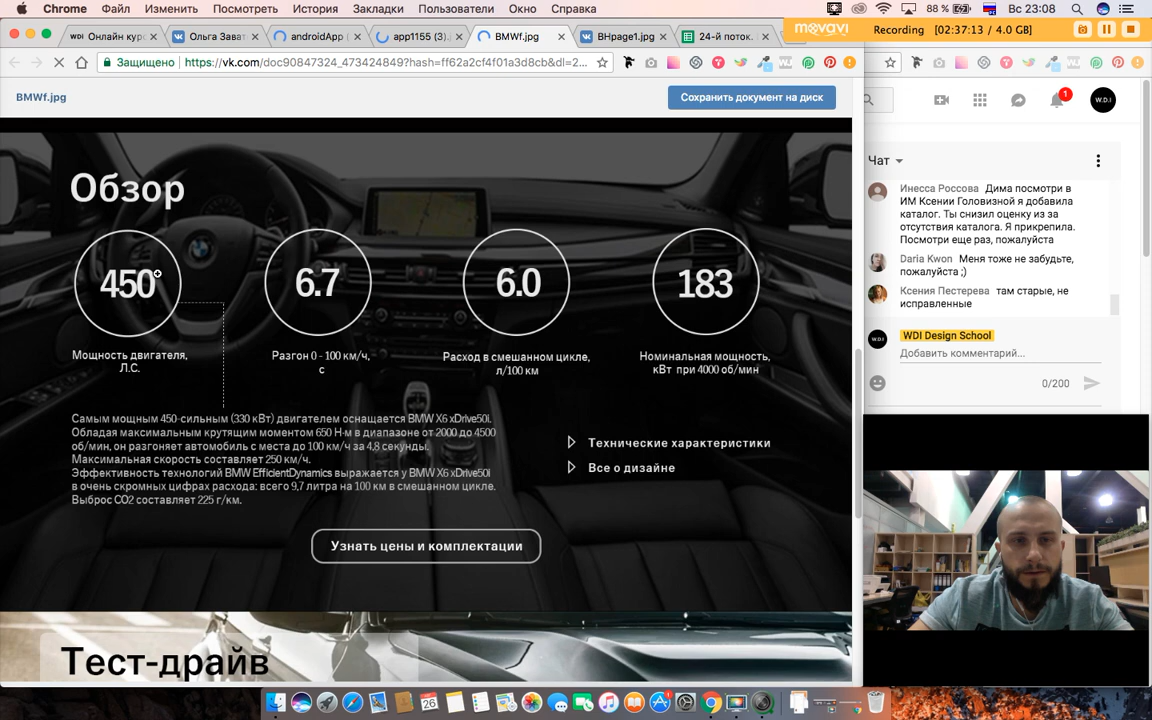 Chrome Файл Изменить Посмотреть История Закладки Пользователи Окно Справка 88 % Вс 23:08
WDI Онлайн курс Ольга Зават androidApp ( app1155 (3).j BMWf.jpg BHpage1.jpg 24-й поток.
movavi Recording [02:37:13 / 4.0 GB]
Защищено https://vk.com/doc90847324_473424849?hash=ff62a2cf4f01a3d8cb&dl=2...
BMWf.jpg Сохранить документ на диск
Обзор
450 6.7 6.0 183
Мощность двигателя,
Л.С.
Разгон 0 - 100 км/ч,
с
Расход в смешанном цикле,
л/100 км
Номинальная мощность,
кВт при 4000 об/мин
Самым мощным 450-сильным (330 кВт) двигателем оснащается BMW X6 xDrive50i.
Обладая максимальным крутящим моментом 650 Н·м в диапазоне от 2000 до 4500
об/мин, он разгоняет автомобиль с места до 100 км/ч за 4,8 секунды.
Максимальная скорость составляет 250 км/ч.
Эффективность технологий BMW EfficientDynamics выражается у BMW X6 xDrive50i
в очень скромных цифрах расхода: всего 9,7 литра на 100 км в смешанном цикле.
Выброс CO2 составляет 225 г/км.
Технические характеристики
Все о дизайне
Узнать цены и комплектации
Тест-драйв
1
W.D.I
Чат
Инесса Россова Дима посмотри в
ИМ Ксении Головизной я добавила
каталог. Ты снизил оценку из за
отсутствия каталога. Я прикрепила.
Посмотри еще раз, пожалуйста
Daria Kwon Меня тоже не забудьте,
пожалуйста ;)
Ксения Пестерева там старые, не
исправленные
W.D.I
WDI Design School
Добавить комментарий...
0/200
26